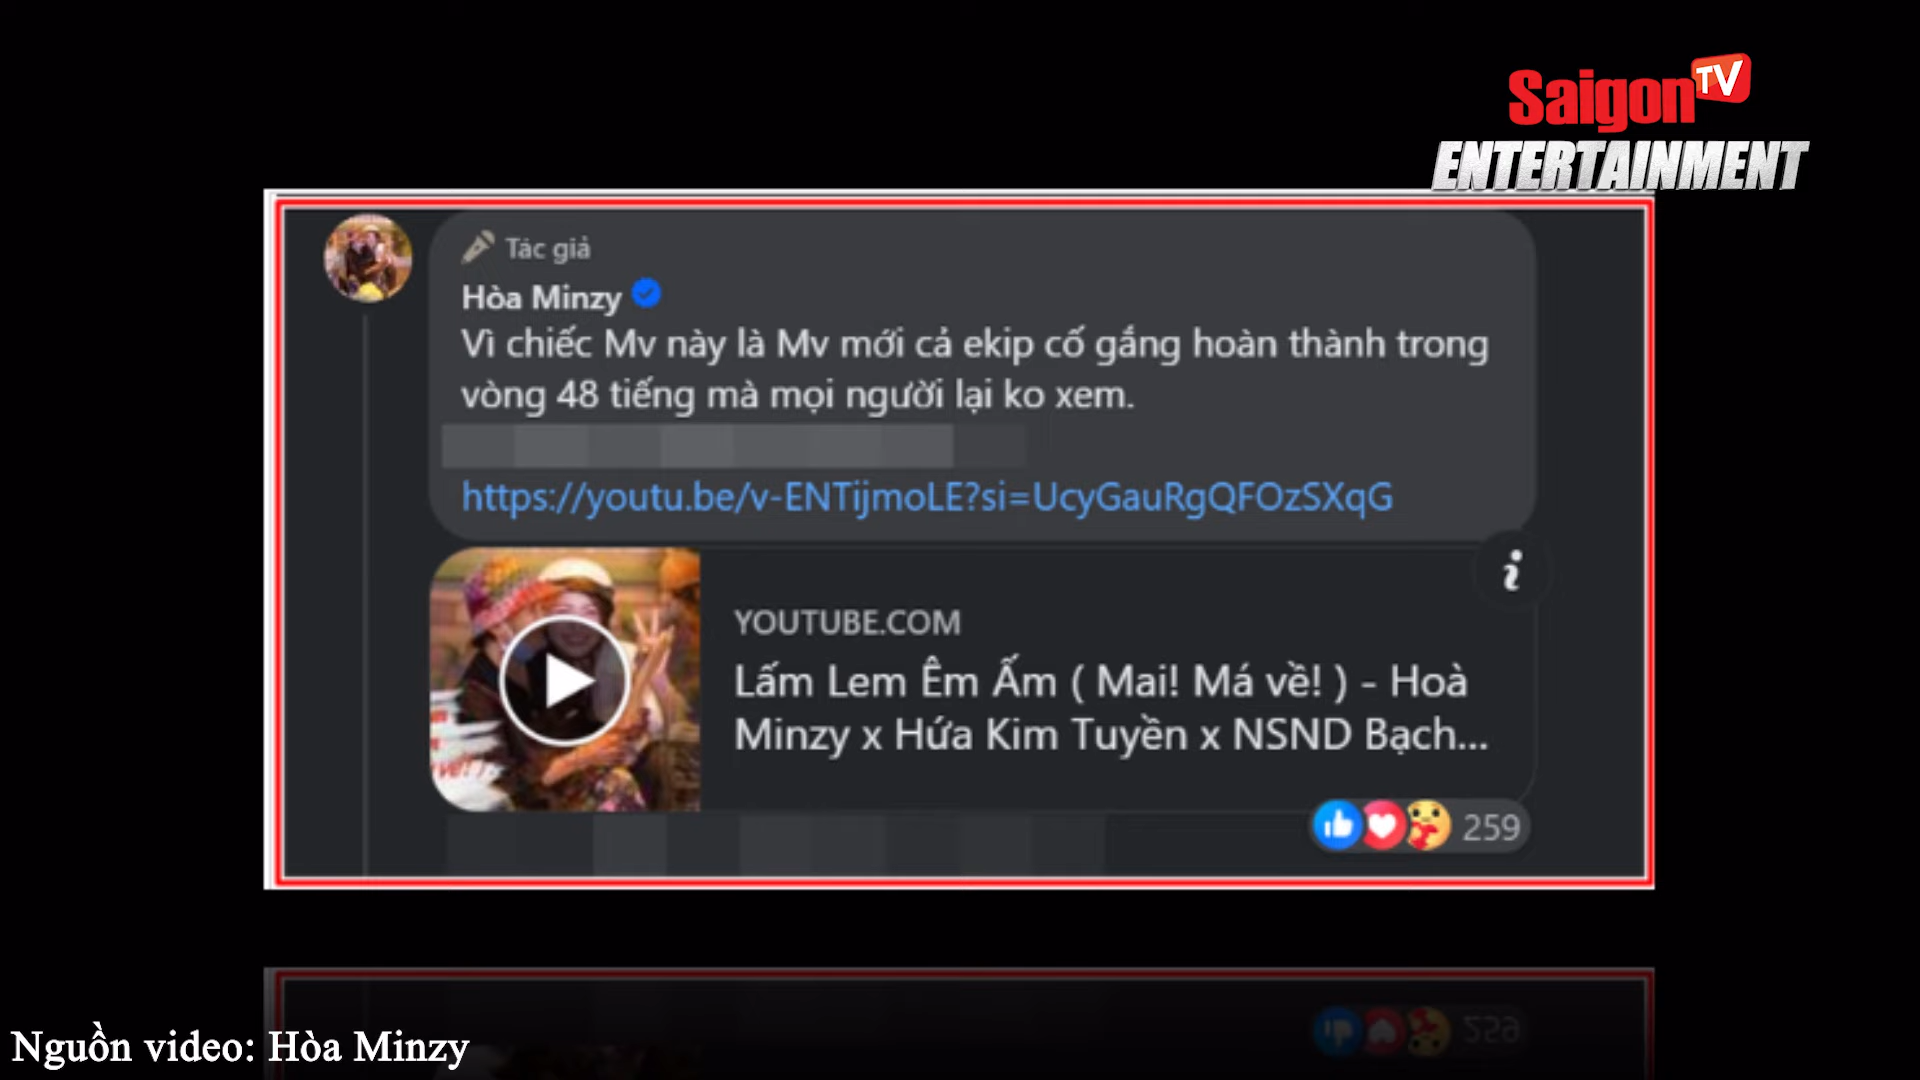 Saigon TV
ENTERTAINMENT
Tác giả
Hòa Minzy
Vì chiếc Mv này là Mv mới cả ekip cố gắng hoàn thành trong
vòng 48 tiếng mà mọi người lại ko xem.
https://youtu.be/v-ENTijmoLE?si=UcyGauRgQFOzSXqG
YOUTUBE.COM
Lấm Lem Êm Ấm ( Mai! Má về! ) - Hoà
Minzy x Hứa Kim Tuyền x NSND Bạch...
259
Nguồn video: Hòa Minzy